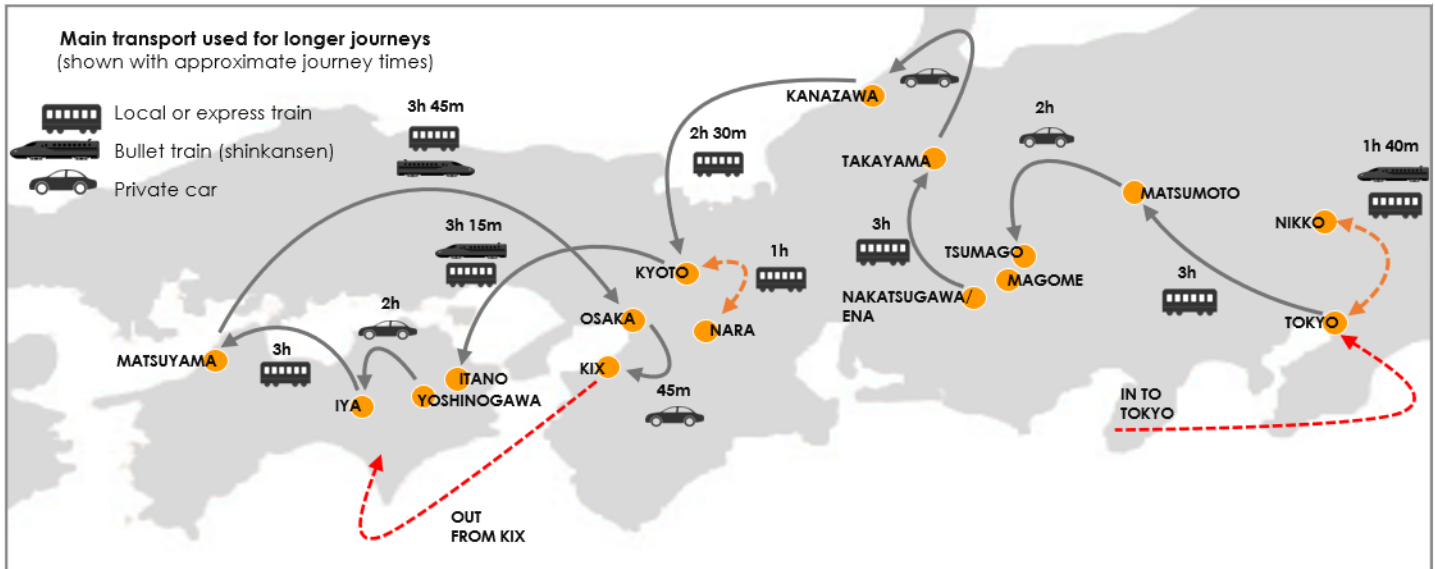 Main transport used for longer journeys
(shown with approximate journey times)
Local or express train
Bullet train (shinkansen)
Private car
3h 45m
KANAZAWA
2h 30m
2h
1h 40m
TAKAYAMA
MATSUMOTO
NIKKO
3h 15m
3h
TSUMAGO
KYOTO
1h
MAGOME
3h
NAKATSUGAWA/
ENA
2h
OSAKA
NARA
TOKYO
MATSUYAMA
3h
KIX
ITANO
YOSHINOGAWA
IYA
45m
IN TO
TOKYO
OUT
FROM KIX